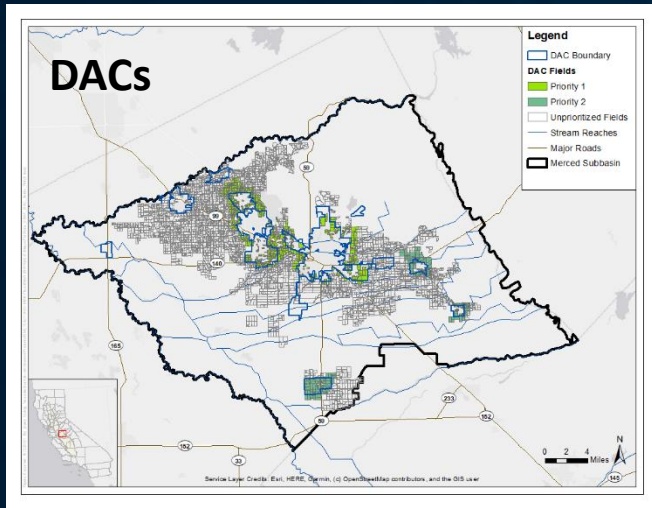 DACs
Legend
DAC Boundary
DAC Fields
Priority 1
Priority 2
Unprioritized Fields
Stream Reaches
Major Roads
Merced Subbasin
59
99
140
165
233
152
59
152
33
145
0 2 4
Miles
N
Service Layer Credits: Esri, HERE, Garmin, (c) OpenStreetMap contributors, and the GIS user